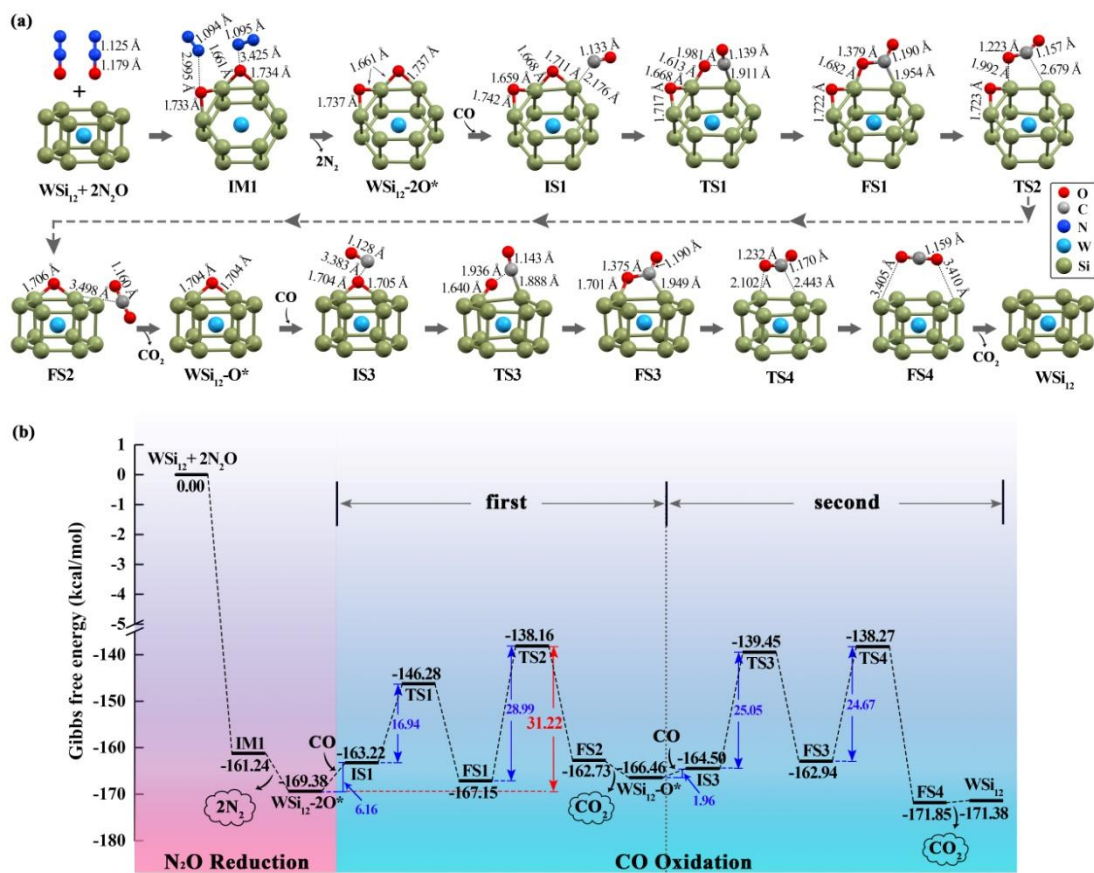 (a)
1.125 Å
1.179 Å
+
WSi₁₂+ 2N₂O
1.094 Å
1.095 Å
2.995 Å
1.661 Å
3.425 Å
1.734 Å
1.733 Å
IM1
2N₂
1.661 Å
1.737 Å
1.737 Å
WSi₁₂-2O*
CO
1.133 Å
1.711 Å
1.668 Å
1.659 Å
2.176 Å
1.742 Å
IS1
1.981 Å
1.139 Å
1.613 Å
1.668 Å
1.911 Å
1.717 Å
TS1
1.379 Å
1.190 Å
1.682 Å
1.954 Å
1.722 Å
FS1
1.223 Å
1.157 Å
1.992 Å
2.679 Å
1.723 Å
TS2
O
C
N
W
Si
1.706 Å
3.498 Å
1.160 Å
FS2
CO₂
1.704 Å
1.704 Å
WSi₁₂-O*
CO
1.128 Å
3.383 Å
1.704 Å
1.705 Å
IS3
1.143 Å
1.936 Å
1.640 Å
1.888 Å
TS3
1.375 Å
1.190 Å
1.701 Å
1.949 Å
FS3
1.232 Å
1.170 Å
2.102 Å
2.443 Å
TS4
1.159 Å
3.405 Å
3.410 Å
FS4
CO₂
WSi₁₂
(b)
Gibbs free energy (kcal/mol)
1
0
-1
-2
-3
-4
-5
-140
-150
-160
-170
-180
WSi₁₂+ 2N₂O
0.00
first
second
IM1
-161.24
2N₂
-169.38
WSi₁₂-2O*
CO
6.16
-163.22
IS1
16.94
-146.28
TS1
FS1
-167.15
28.99
-138.16
TS2
31.22
FS2
-162.73
CO₂
-166.46
WSi₁₂-O*
CO
1.96
-164.50
IS3
25.05
-139.45
TS3
FS3
-162.94
24.67
-138.27
TS4
FS4
-171.85
CO₂
WSi₁₂
-171.38
N₂O Reduction
CO Oxidation